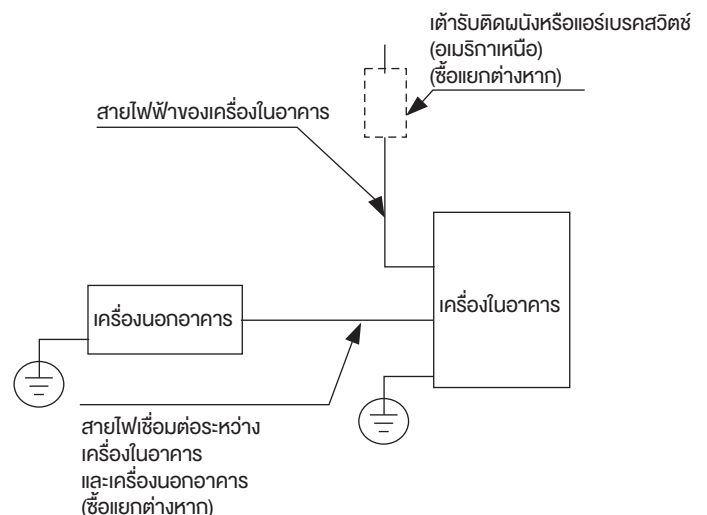 เต้ารับติดผนังหรือแอร์เบรคสวิตช์
(อเมริกาเหนือ)
(ซื้อแยกต่างหาก)
สายไฟฟ้าของเครื่องในอาคาร
เครื่องนอกอาคาร
เครื่องในอาคาร
สายไฟเชื่อมต่อระหว่าง
เครื่องในอาคาร
และเครื่องนอกอาคาร
(ซื้อแยกต่างหาก)